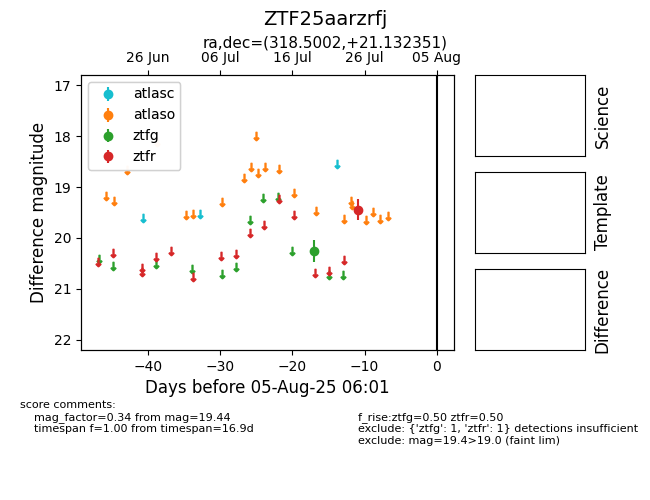 ZTF25aarzrfj
ra,dec=(318.5002,+21.132351)
26 Jun 06 Jul 16 Jul 26 Jul 05 Aug
atlasc
atlaso
ztfg
ztfr
17
18
19
20
21
22
Difference magnitude
−40 −30 −20 −10 0
Days before 05-Aug-25 06:01
Science
Template
Difference
score comments:
mag_factor=0.34 from mag=19.44
timespan f=1.00 from timespan=16.9d
f_rise:ztfg=0.50 ztfr=0.50
exclude: {'ztfg': 1, 'ztfr': 1} detections insufficient
exclude: mag=19.4>19.0 (faint lim)